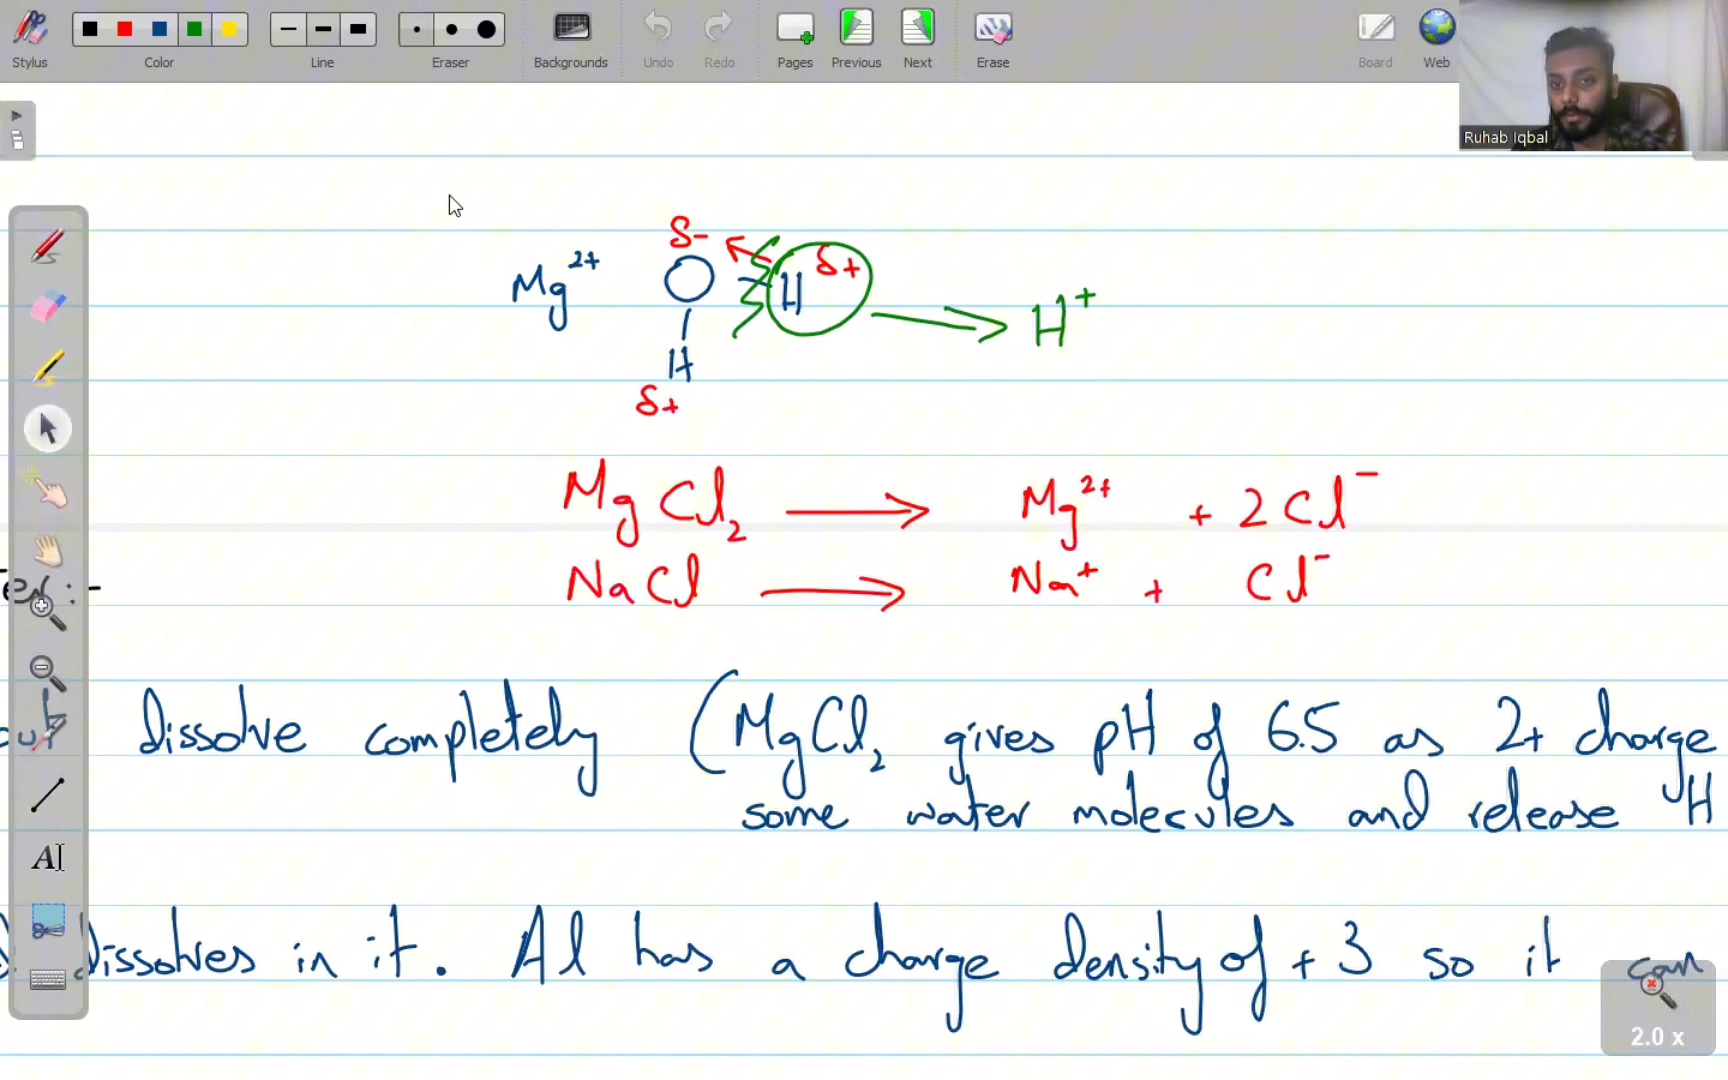 Stylus
Color
Line
Eraser
Backgrounds
Undo
Redo
Pages
Previous
Next
Erase
Board
Web
Ruhab Iqbal
δ-
Mg²⁺ O - H δ+ → H⁺
H
δ+
MgCl₂ → Mg²⁺ + 2Cl⁻
NaCl → Na⁺ + Cl⁻
:-
dissolve completely (MgCl₂ gives pH of 6.5 as 2+ charge
some water molecules and release H
dissolves in it. Al has a charge density of +3 so it can
AI
2.0 x